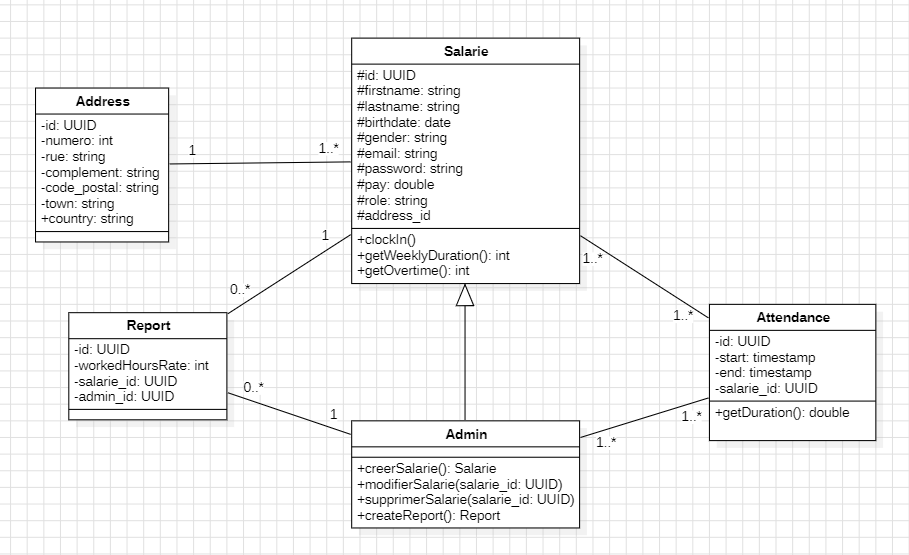 Salarie
#id: UUID
#firstname: string
#lastname: string
#birthdate: date
#gender: string
#email: string
#password: string
#pay: double
#role: string
#address_id
+clockIn()
+getWeeklyDuration(): int
+getOvertime(): int
Address
-id: UUID
-numero: int
-rue: string
-complement: string
-code_postal: string
-town: string
+country: string
1
1..*
1
0..*
1..*
1..*
Report
-id: UUID
-workedHoursRate: int
-salarie_id: UUID
-admin_id: UUID
Attendance
-id: UUID
-start: timestamp
-end: timestamp
-salarie_id: UUID
+getDuration(): double
0..*
1
1..*
1..*
Admin
+creerSalarie(): Salarie
+modifierSalarie(salarie_id: UUID)
+supprimerSalarie(salarie_id: UUID)
+createReport(): Report